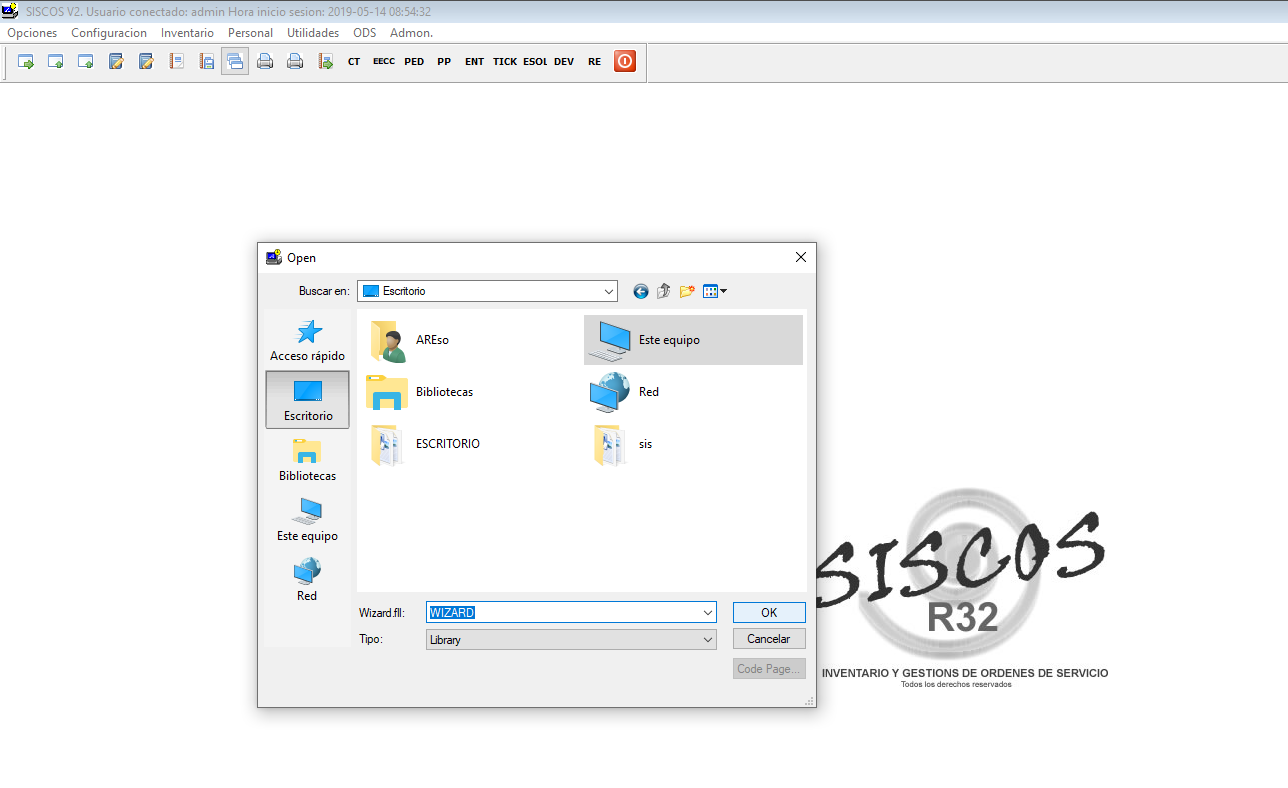 SISCOS V2. Usuario conectado: admin Hora inicio sesion: 2019-05-14 08:54:32
Opciones Configuracion Inventario Personal Utilidades ODS Admon.
CT EECC PED PP ENT TICK ESOL DEV RE
Open
Buscar en: Escritorio
Acceso rápido
Escritorio
Bibliotecas
Este equipo
Red
AREso Este equipo
Bibliotecas Red
ESCRITORIO sis
Wizard.fll: WIZARD OK
Tipo: Library Cancelar
Code Page...
SISCOS
R32
INVENTARIO Y GESTIONS DE ORDENES DE SERVICIO
Todos los derechos reservados